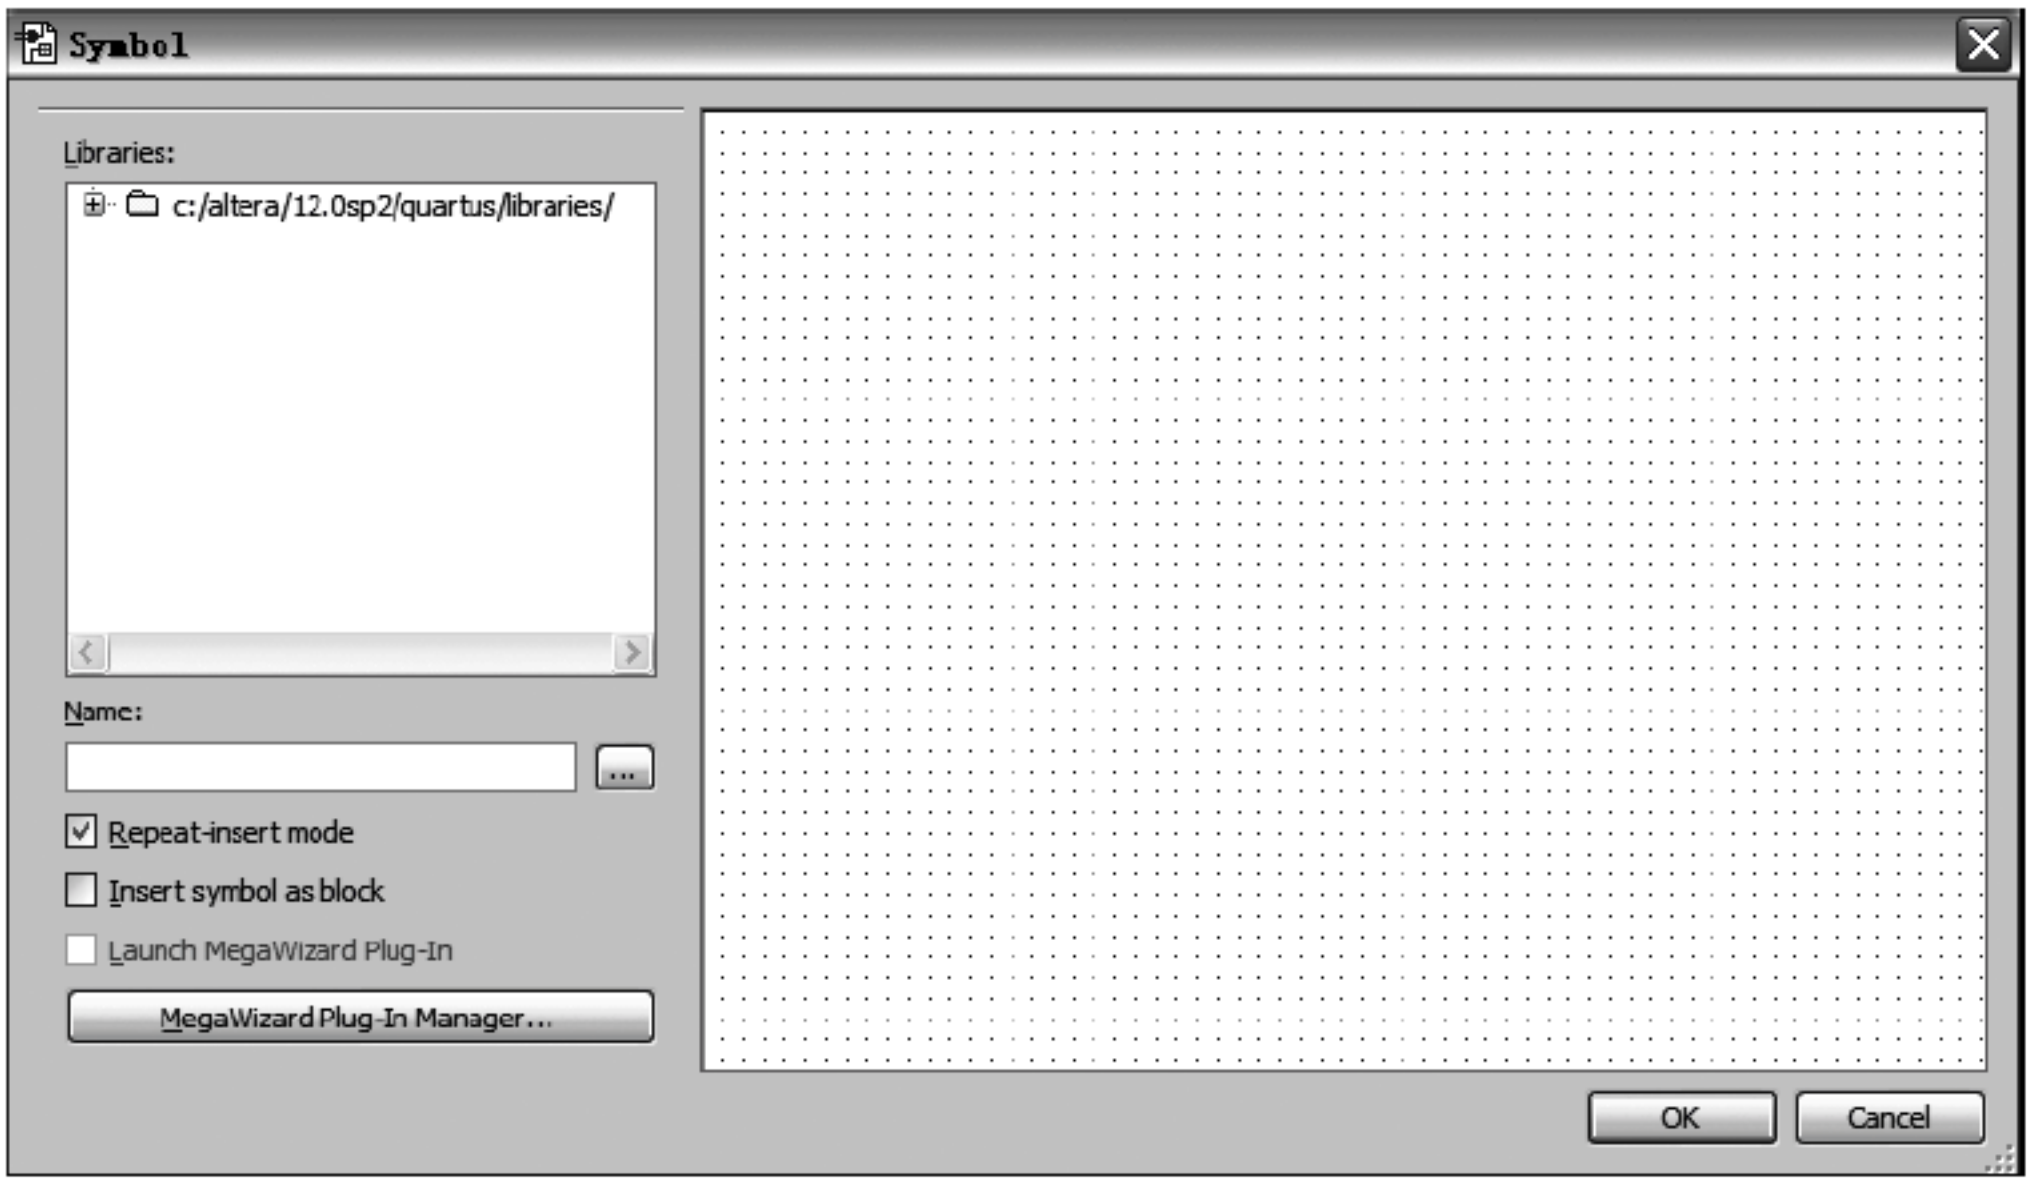 Symbol
Libraries:
c:/altera/12.0sp2/quartus/libraries/
Name:
...
Repeat-insert mode
Insert symbol as block
Launch MegaWizard Plug-In
MegaWizard Plug-In Manager...
OK
Cancel